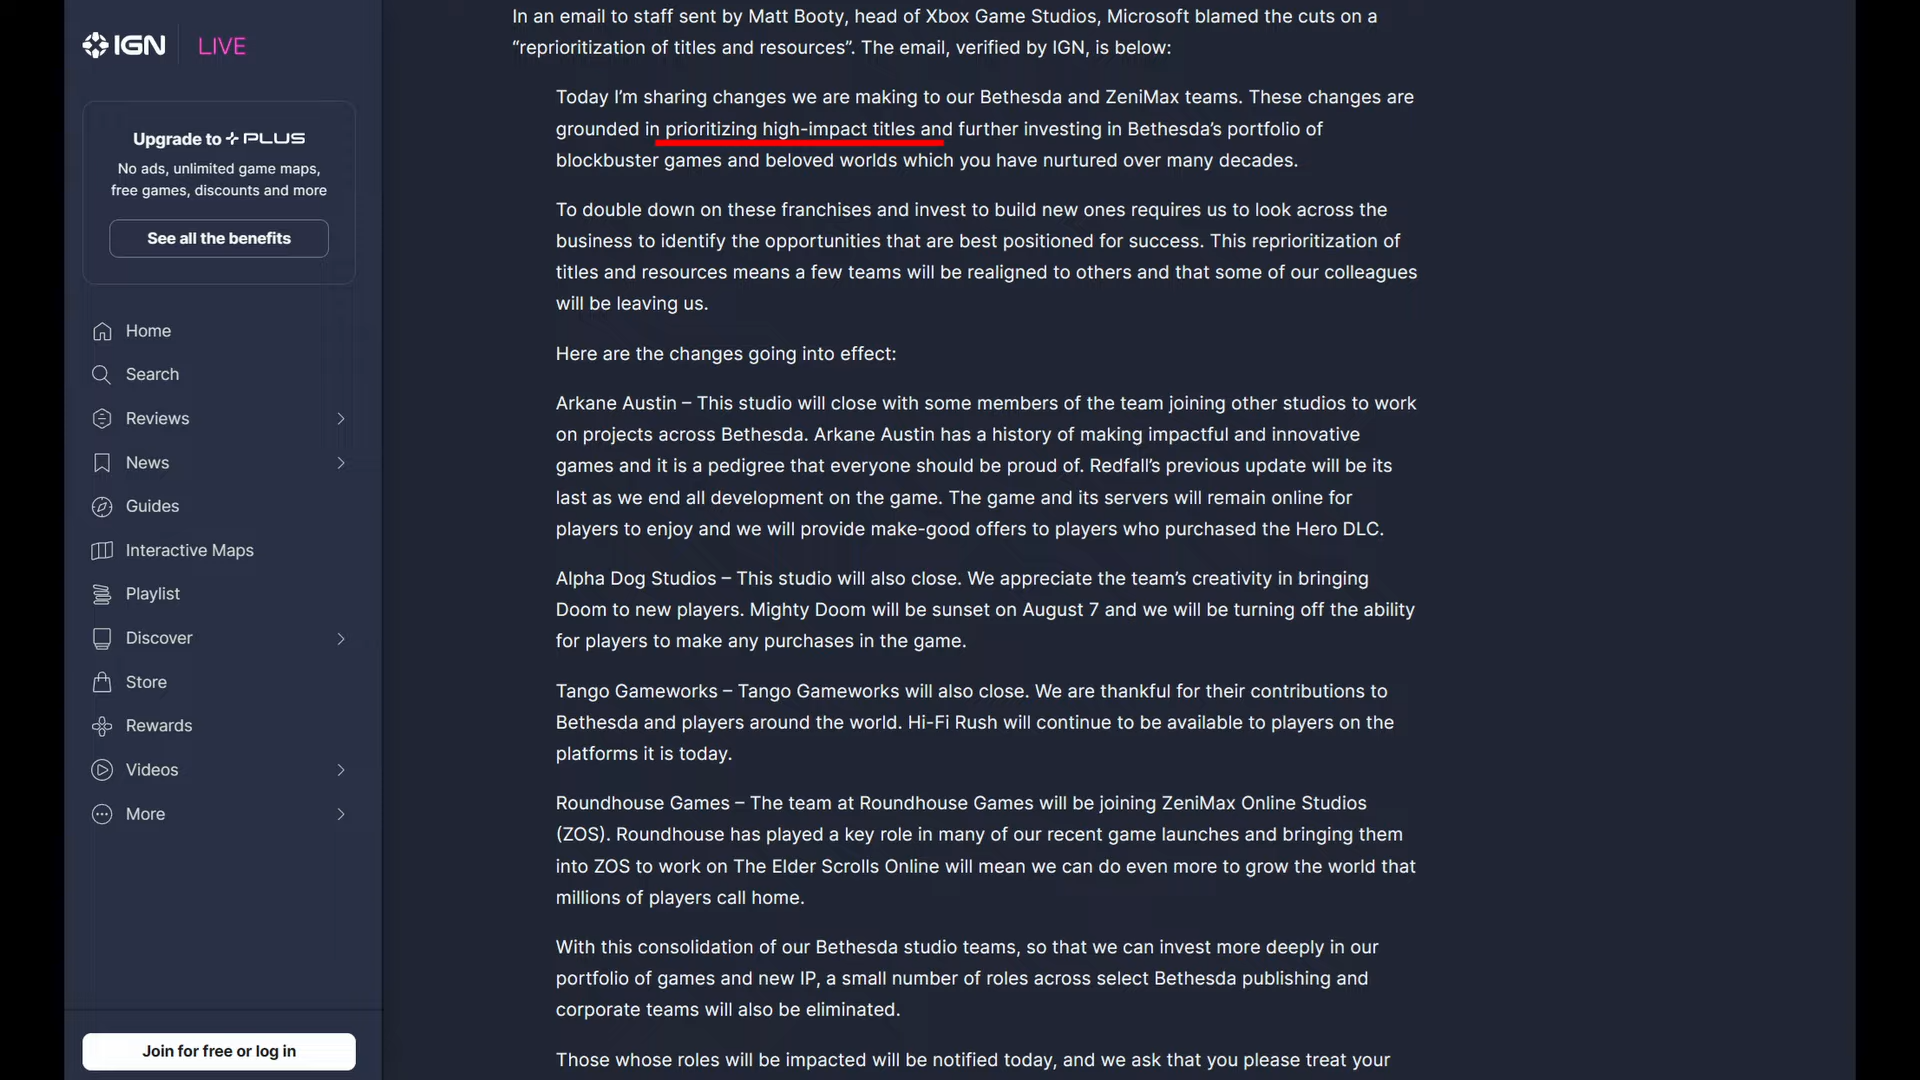 IGN LIVE
Upgrade to PLUS
No ads, unlimited game maps,
free games, discounts and more
See all the benefits
Home
Search
Reviews
News
Guides
Interactive Maps
Playlist
Discover
Store
Rewards
Videos
More
Join for free or log in
In an email to staff sent by Matt Booty, head of Xbox Game Studios, Microsoft blamed the cuts on a
“reprioritization of titles and resources”. The email, verified by IGN, is below:
Today I’m sharing changes we are making to our Bethesda and ZeniMax teams. These changes are
grounded in prioritizing high-impact titles and further investing in Bethesda’s portfolio of
blockbuster games and beloved worlds which you have nurtured over many decades.
To double down on these franchises and invest to build new ones requires us to look across the
business to identify the opportunities that are best positioned for success. This reprioritization of
titles and resources means a few teams will be realigned to others and that some of our colleagues
will be leaving us.
Here are the changes going into effect:
Arkane Austin – This studio will close with some members of the team joining other studios to work
on projects across Bethesda. Arkane Austin has a history of making impactful and innovative
games and it is a pedigree that everyone should be proud of. Redfall’s previous update will be its
last as we end all development on the game. The game and its servers will remain online for
players to enjoy and we will provide make-good offers to players who purchased the Hero DLC.
Alpha Dog Studios – This studio will also close. We appreciate the team’s creativity in bringing
Doom to new players. Mighty Doom will be sunset on August 7 and we will be turning off the ability
for players to make any purchases in the game.
Tango Gameworks – Tango Gameworks will also close. We are thankful for their contributions to
Bethesda and players around the world. Hi-Fi Rush will continue to be available to players on the
platforms it is today.
Roundhouse Games – The team at Roundhouse Games will be joining ZeniMax Online Studios
(ZOS). Roundhouse has played a key role in many of our recent game launches and bringing them
into ZOS to work on The Elder Scrolls Online will mean we can do even more to grow the world that
millions of players call home.
With this consolidation of our Bethesda studio teams, so that we can invest more deeply in our
portfolio of games and new IP, a small number of roles across select Bethesda publishing and
corporate teams will also be eliminated.
Those whose roles will be impacted will be notified today, and we ask that you please treat your